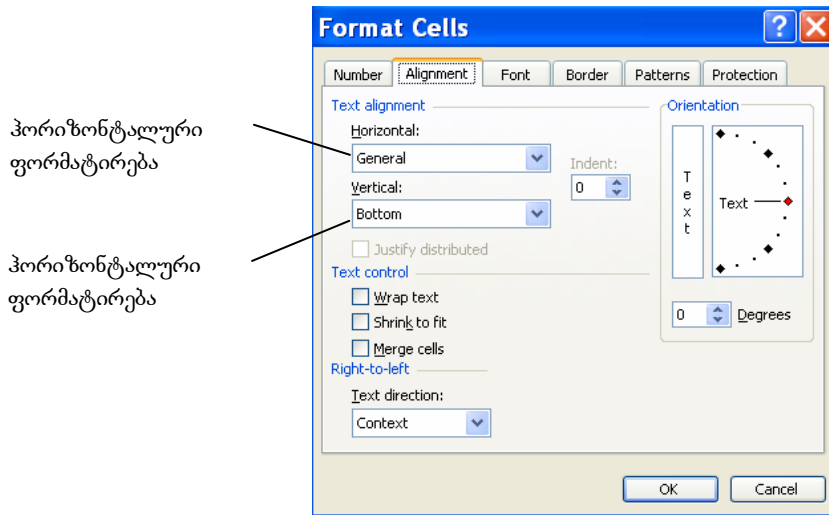 Format Cells
Number Alignment Font Border Patterns Protection
ჰორიზონტალური
ფორმატირება
ჰორიზონტალური
ფორმატირება
Text alignment
Horizontal:
General
Indent:
0
Vertical:
Bottom
Justify distributed
Text control
Wrap text
Shrink to fit
Merge cells
Right-to-left
Text direction:
Context
Orientation
Text
Text
0 Degrees
OK Cancel